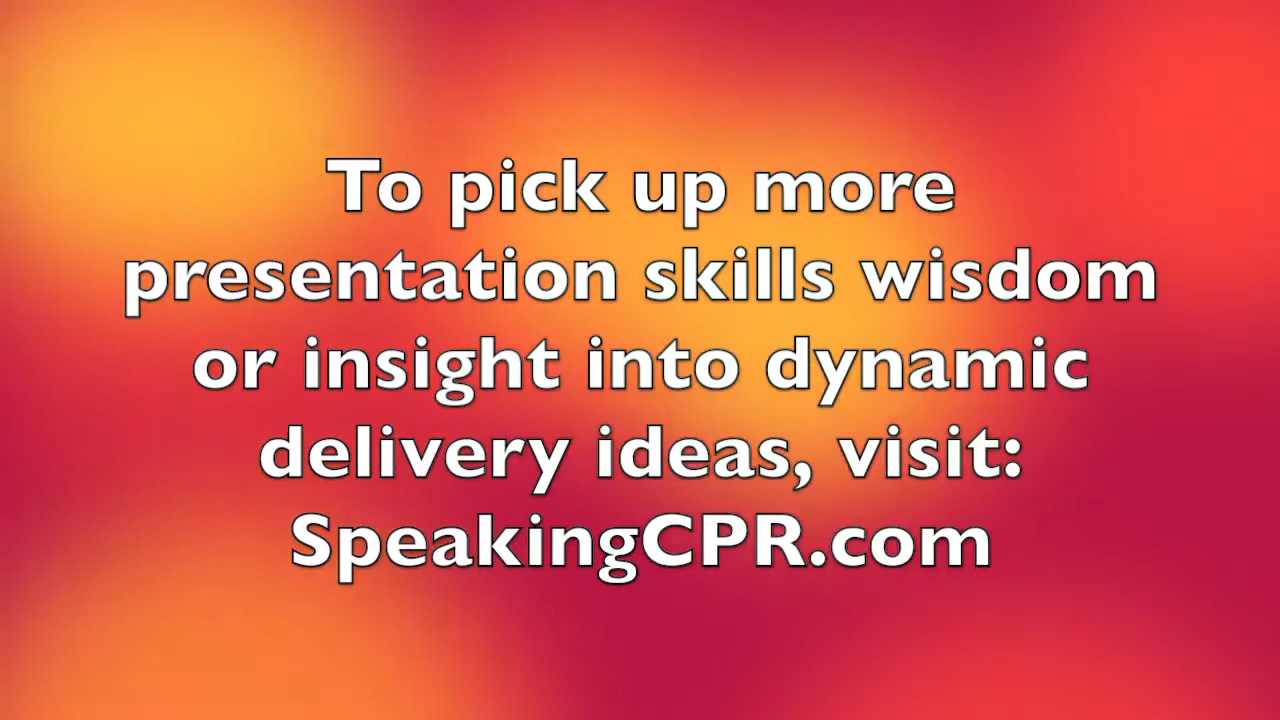 To pick up more
presentation skills wisdom
or insight into dynamic
delivery ideas, visit:
SpeakingCPR.com